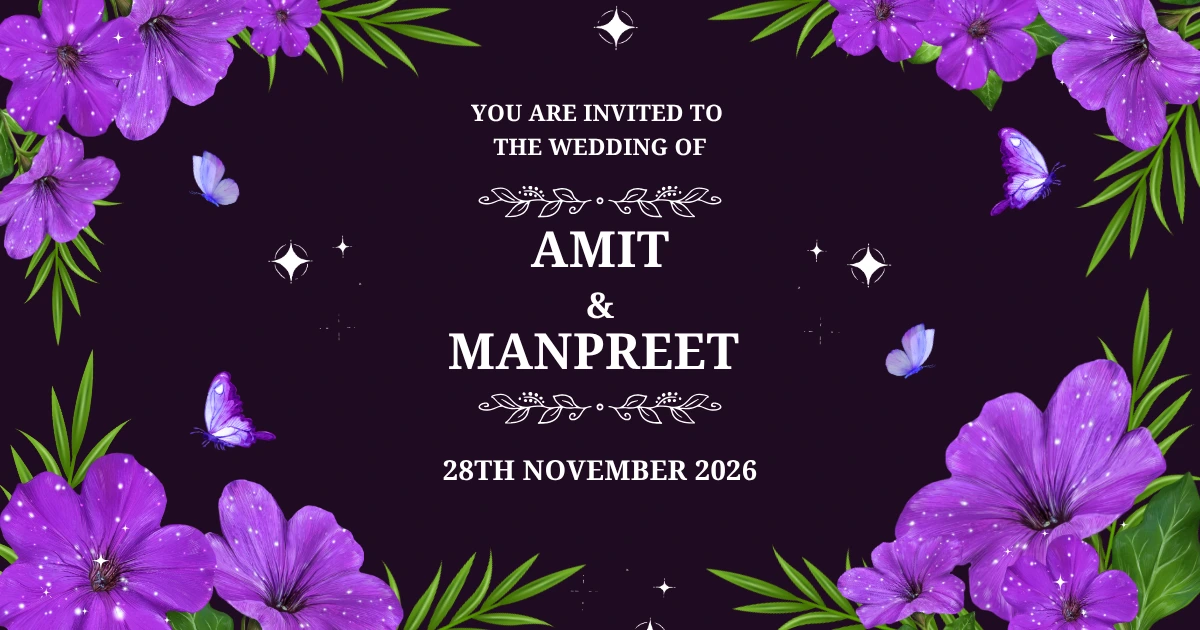 YOU ARE INVITED TO
THE WEDDING OF
AMIT
&
MANPREET
28TH NOVEMBER 2026